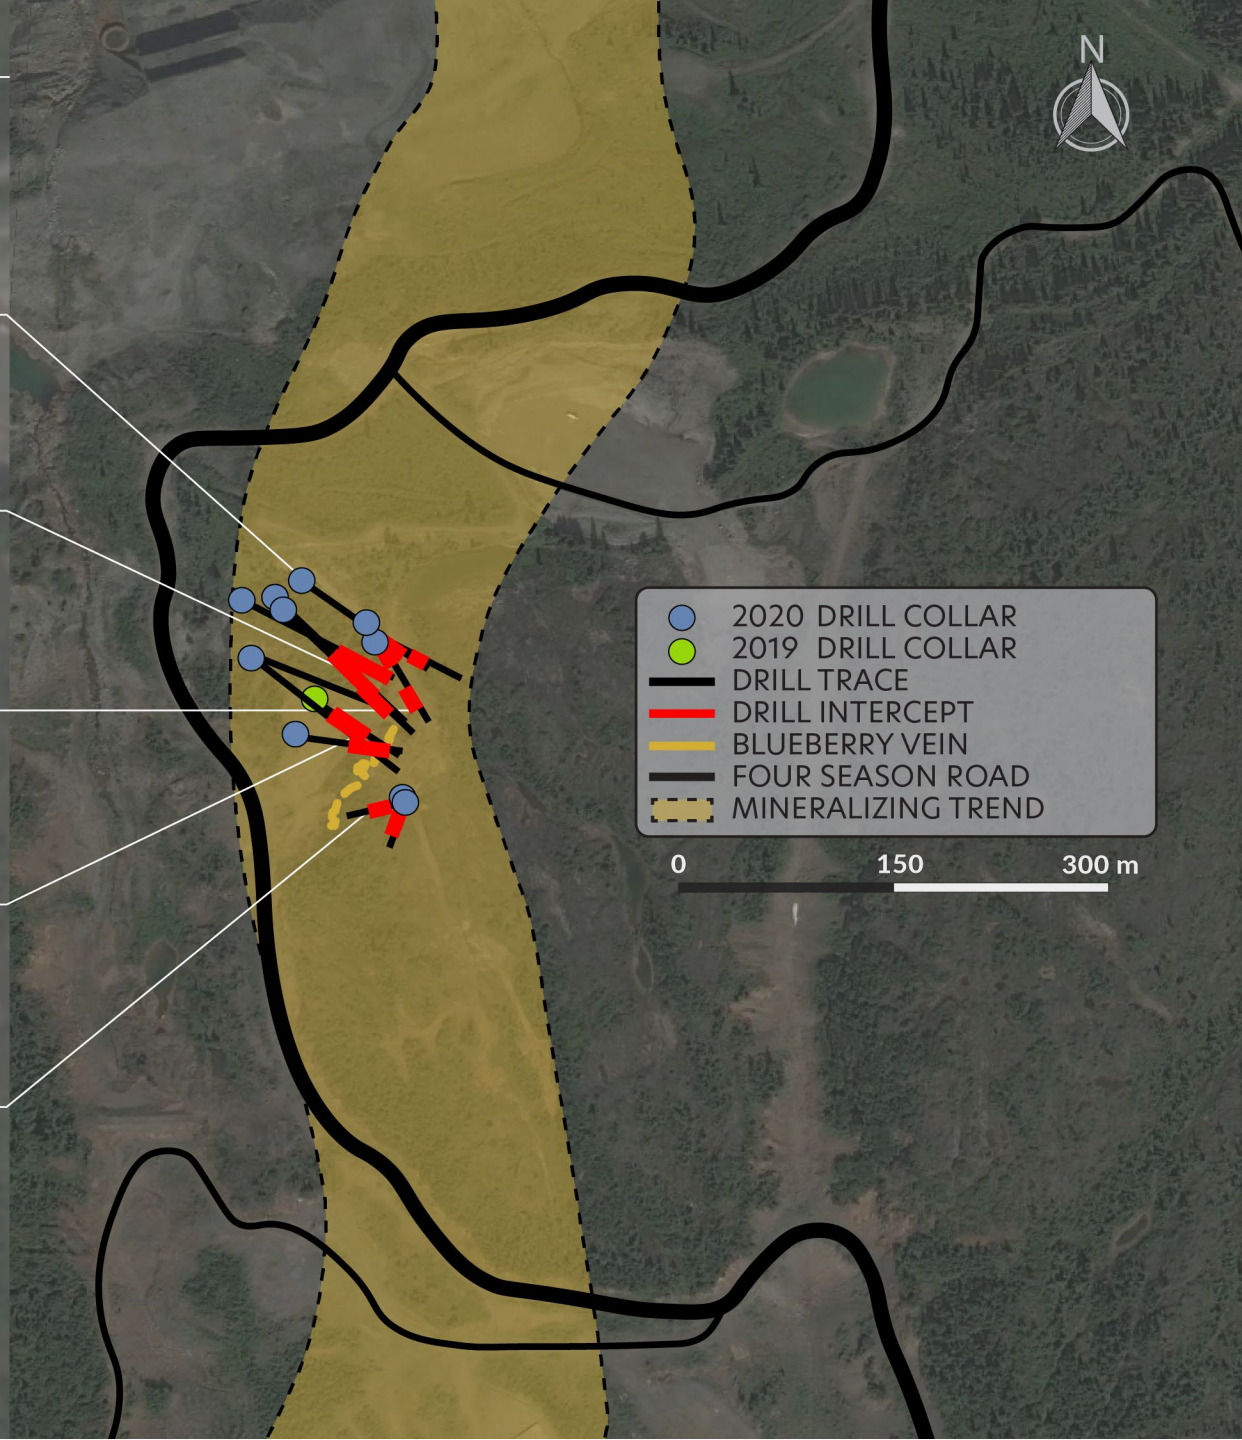 N
2020 DRILL COLLAR
2019 DRILL COLLAR
DRILL TRACE
DRILL INTERCEPT
BLUEBERRY VEIN
FOUR SEASON ROAD
MINERALIZING TREND
0 150 300 m